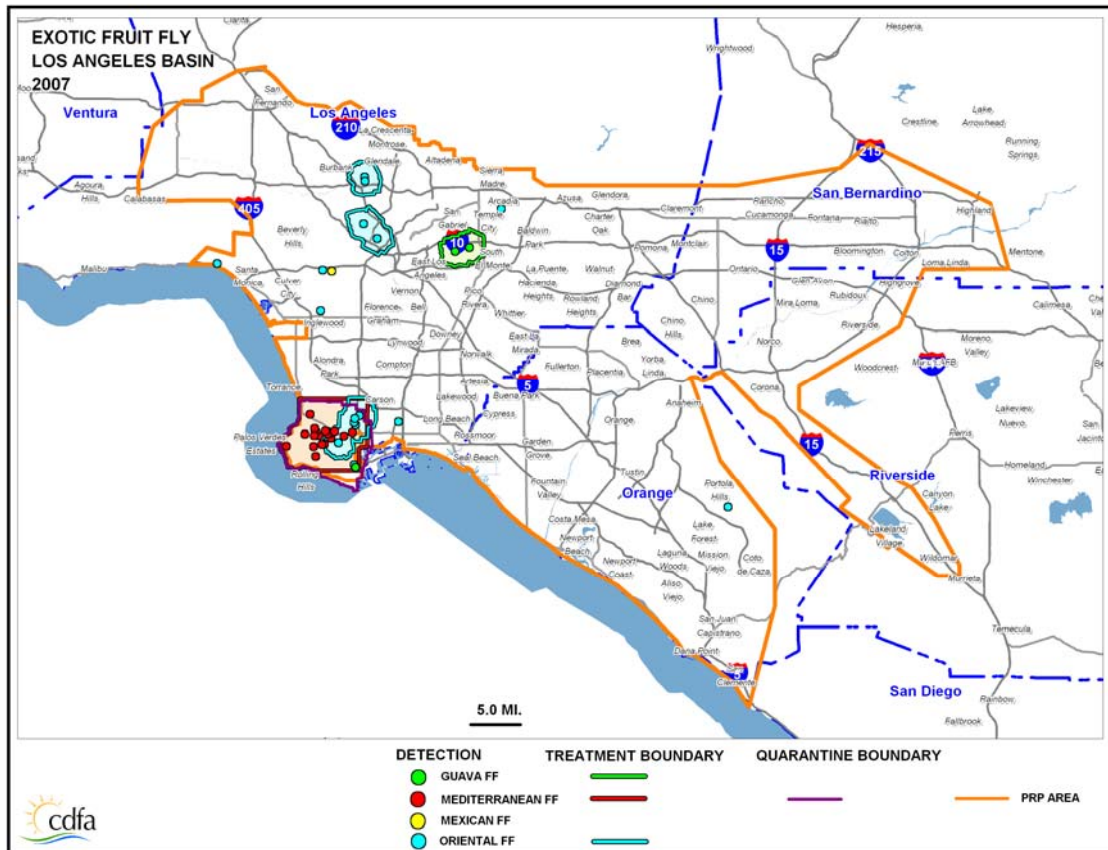 EXOTIC FRUIT FLY
LOS ANGELES BASIN
2007
Ventura
Los Angeles
San Bernardino
Orange
Riverside
San Diego
210
405
10
215
15
5
15
5
Hesperia,
Wrightwood
Crestline,
Lake,
Arrowhead,
Running
Springs,
San,
Fernando,
La Crescenta
Montrose,
Burbank
Glendale,
Altadena
Sierra
Madre,
Arcadia,
Azusa,
Glendora,
Claremont
Agoura
Hills,
Calabasas
Beverly
Hills,
San
Gabriel
Temple,
City
Baldwin,
Park
Charter,
Oak
Pomona,
Montclair,
Rancho,
Cucamonga,
Fontana,
Rialto,
Highland,
Mentone,
Bloomington,
Colton
Loma Linda,
Malibu
Santa
Monica,
Culver
City
East Los
Angeles
South,
El Monte
La Puente,
Hacienda,
Heights,
Walnut,
Rowland,
Heights,
Diamond,
Bar,
Ontario,
Glen Avon
Rubidoux
Highgrove,
Calimesa,
Vernon,
Bell
Pico
Rivera,
Whittier,
Chino,
Mira Loma,
Riverside,
Florence,
Graham
Inglewood
Downey
Lynwood
East La
Mirada,
Chino,
Hills,
Brea,
Norco,
Moreno,
Valley
Woodcrest,
Alondra,
Park
Compton
Norwalk,
Fullerton,
Placentia,
Yorba,
Linda,
Corona,
Torrance,
Carson,
Lakewood,
Artesia,
Buena Park
Anaheim,
Lakeview,
Nuevo,
Long Beach
Cypress,
Orange,
Perris,
San,
Jacinto
Palos Verdes
Estates
Rossmoor
Garden
Grove,
Homeland,
Winchester,
Rolling
Hills
Seal Beach,
Tustin,
Fountain,
Valley
Portola,
Hills
Canyon
Lake,
Lakeland
Village,
Costa Mesa,
Newport
Beach,
Lake,
Forest
Wildomar,
Murrieta,
Newport
Coast,
Laguna
Woods,
Mission,
Viejo,
Coto
de Caza,
Aliso
Viejo,
San Juan
Capistrano,
Dana Point
Clemente
Temecula,
Rainbow,
Fallbrook,
5.0 MI.
DETECTION TREATMENT BOUNDARY QUARANTINE BOUNDARY
GUAVA FF
MEDITERRANEAN FF PRP AREA
MEXICAN FF
ORIENTAL FF
cdfa